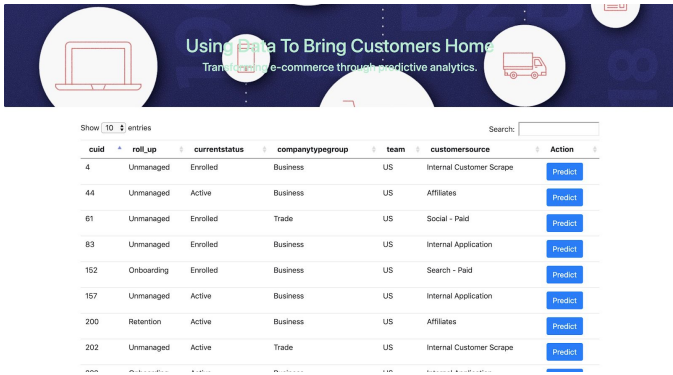 Using Data To Bring Customers Home
Transforming e-commerce through predictive analytics.
Show 10 entries
Search:
cuid roll_up currentstatus companytypegroup team customersource Action
4 Unmanaged Enrolled Business US Internal Customer Scrape Predict
44 Unmanaged Active Business US Affiliates Predict
61 Unmanaged Enrolled Trade US Social - Paid Predict
83 Unmanaged Enrolled Business US Internal Application Predict
152 Onboarding Enrolled Business US Search - Paid Predict
157 Unmanaged Active Business US Internal Application Predict
200 Retention Active Business US Affiliates Predict
202 Unmanaged Active Trade US Internal Customer Scrape Predict